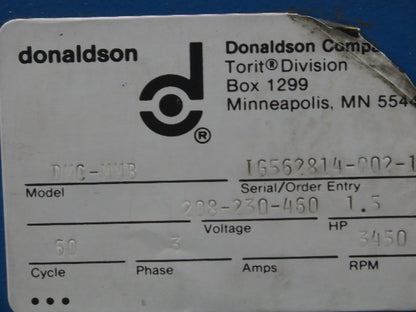 donaldson
Donaldson Comp
Torit® Division
Box 1299
Minneapolis, MN 554
®
IG562814-002-1
Model Serial/Order Entry
208-230-460 1.5
Voltage HP
60 3 3450
Cycle Phase Amps RPM